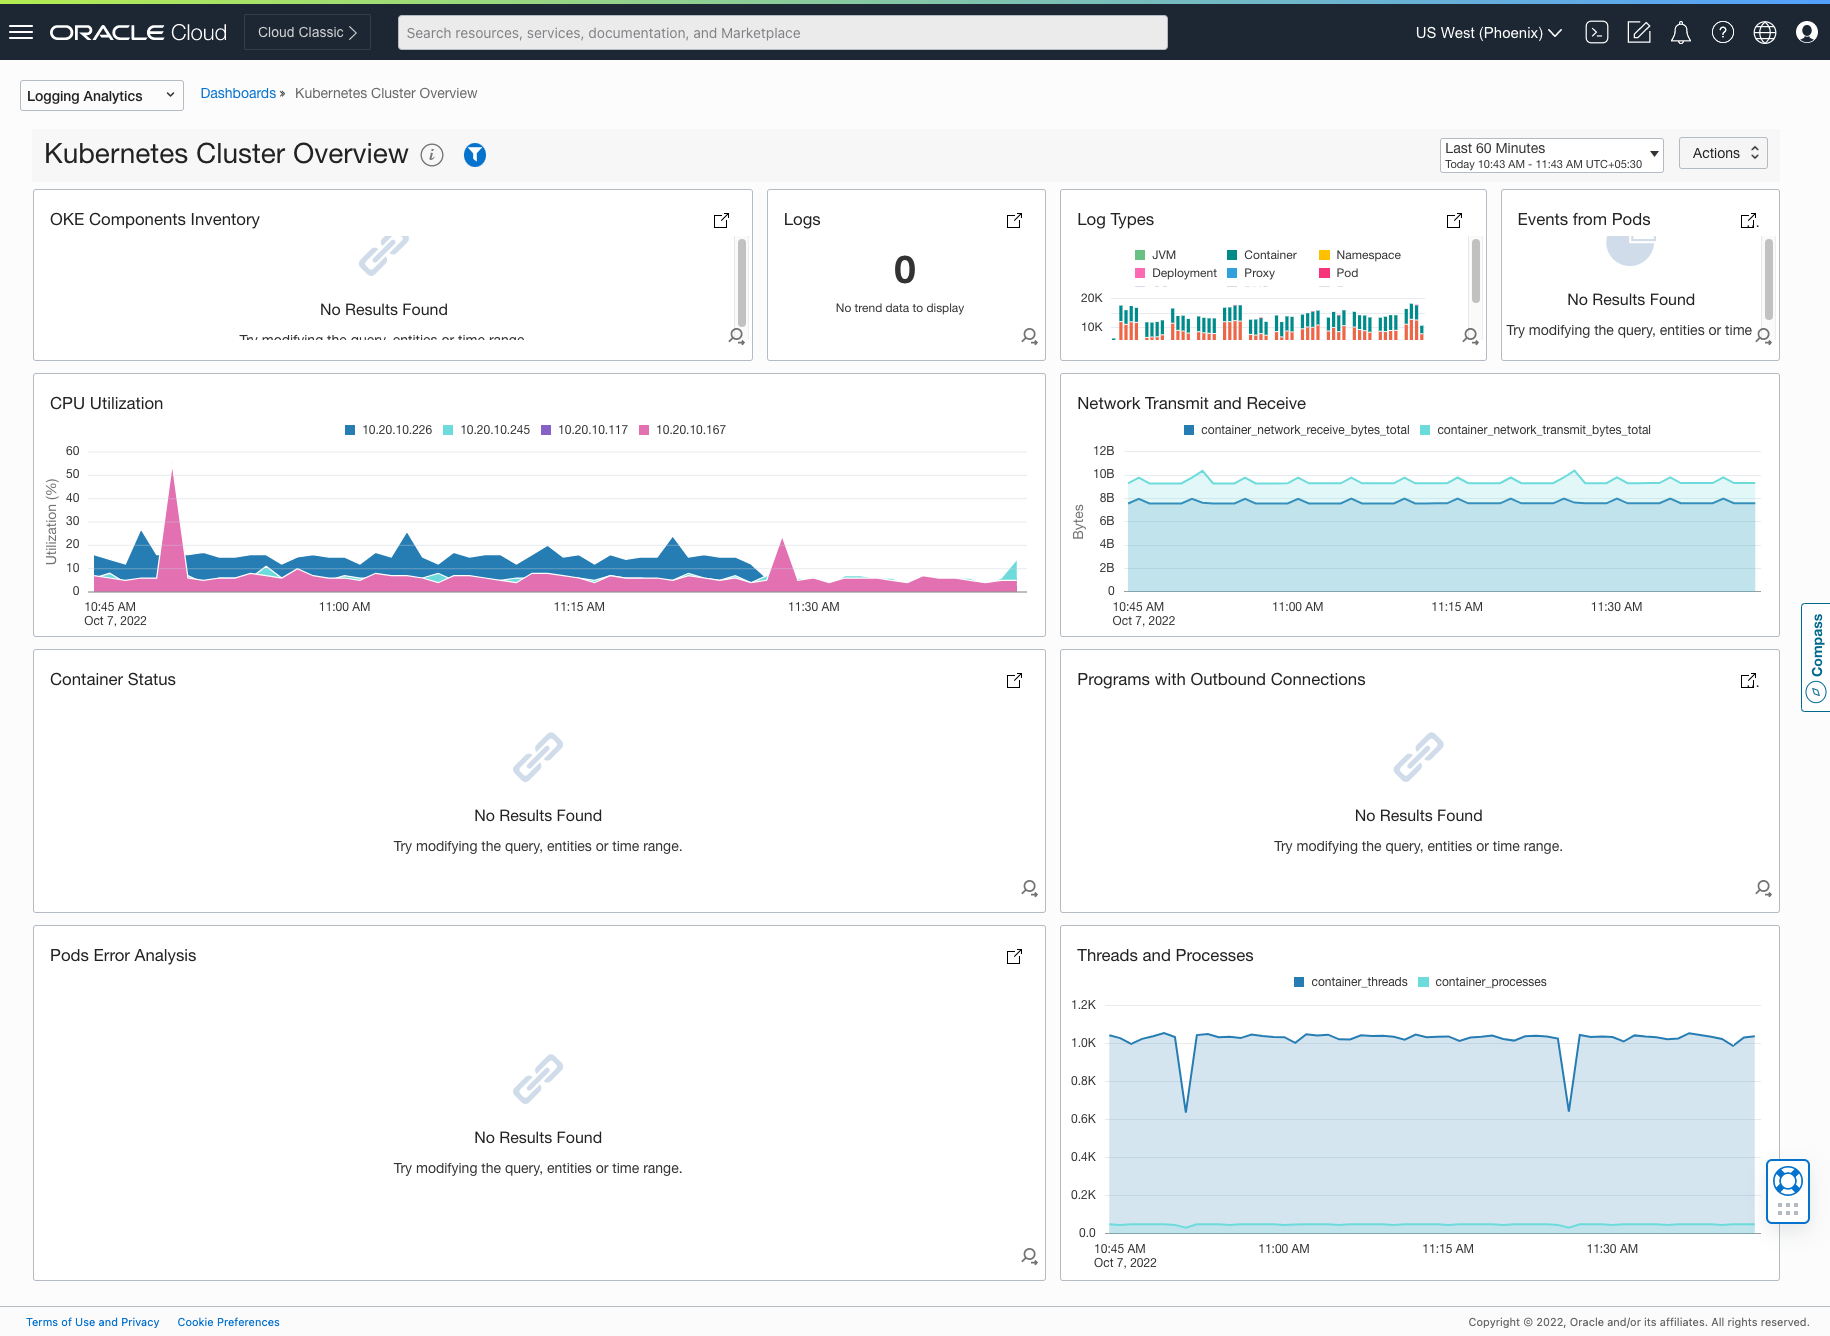 ORACLE Cloud
Cloud Classic
Search resources, services, documentation, and Marketplace
US West (Phoenix)
Logging Analytics
Dashboards » Kubernetes Cluster Overview
Kubernetes Cluster Overview
Last 60 Minutes
Today 10:43 AM - 11:43 AM UTC+05:30
Actions
OKE Components Inventory
No Results Found
Try modifying the query, entities or time range.
Logs
0
No trend data to display
Log Types
JVM Container Namespace
Deployment Proxy Pod
20K
10K
Events from Pods
No Results Found
Try modifying the query, entities or time
CPU Utilization
10.20.10.226 10.20.10.245 10.20.10.117 10.20.10.167
Utilization (%)
60
50
40
30
20
10
0
10:45 AM 11:00 AM 11:15 AM 11:30 AM
Oct 7, 2022
Network Transmit and Receive
container_network_receive_bytes_total container_network_transmit_bytes_total
Bytes
12B
10B
8B
6B
4B
2B
0
10:45 AM 11:00 AM 11:15 AM 11:30 AM
Oct 7, 2022
Compass
Container Status
No Results Found
Try modifying the query, entities or time range.
Programs with Outbound Connections
No Results Found
Try modifying the query, entities or time range.
Pods Error Analysis
No Results Found
Try modifying the query, entities or time range.
Threads and Processes
container_threads container_processes
1.2K
1.0K
0.8K
0.6K
0.4K
0.2K
0.0
10:45 AM 11:00 AM 11:15 AM 11:30 AM
Oct 7, 2022
Terms of Use and Privacy Cookie Preferences
Copyright © 2022, Oracle and/or its affiliates. All rights reserved.